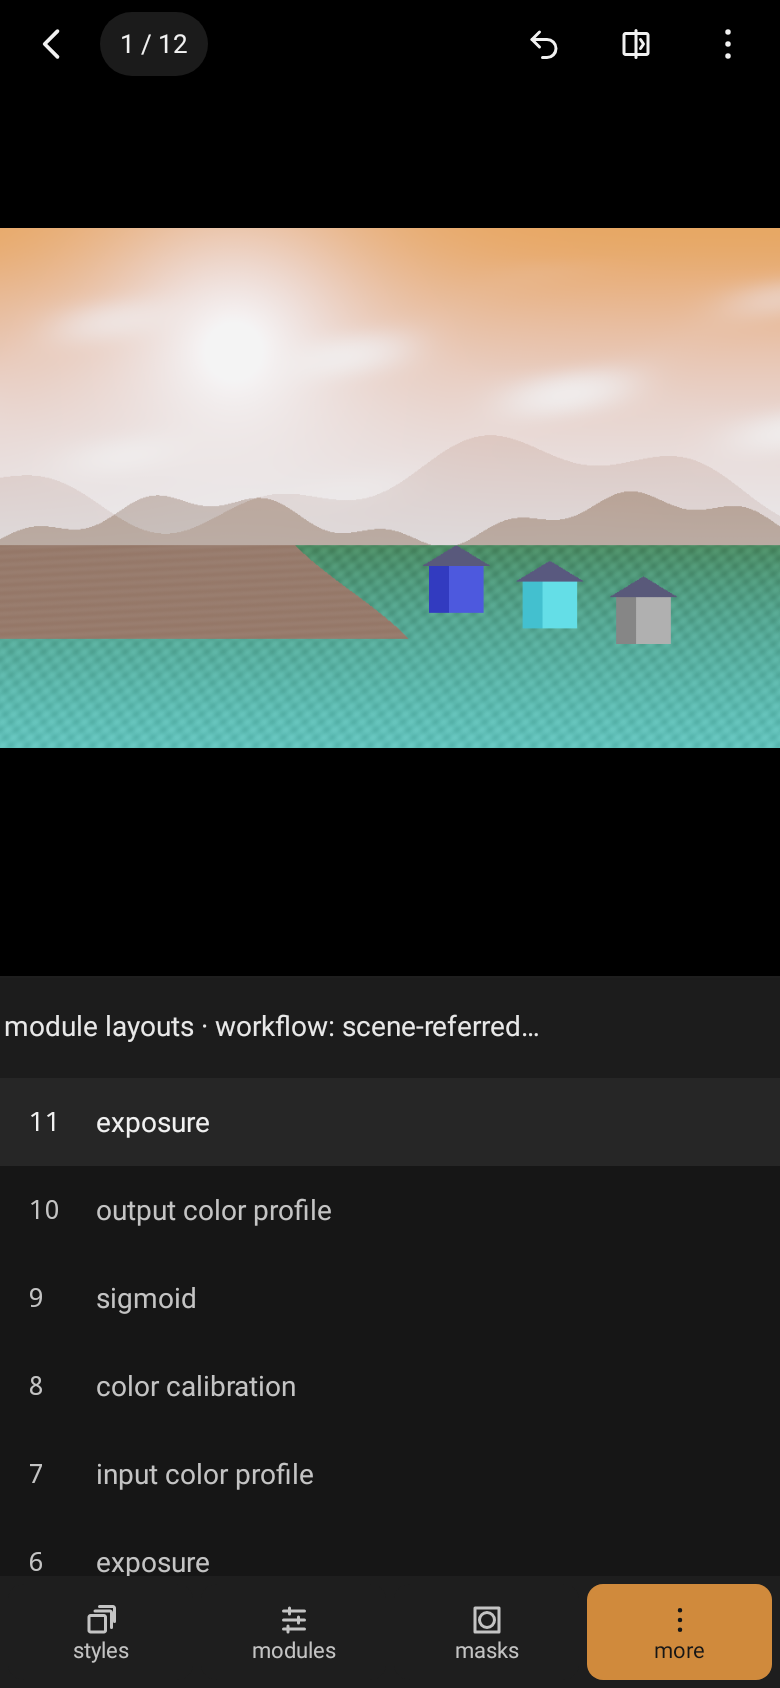 1 / 12
module layouts · workflow: scene-referred…
11 exposure
10 output color profile
9 sigmoid
8 color calibration
7 input color profile
6 exposure
styles modules masks more